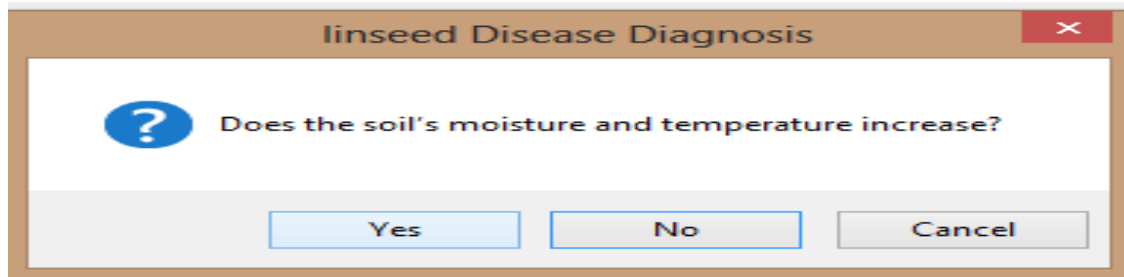 linseed Disease Diagnosis
Does the soil's moisture and temperature increase?
Yes No Cancel